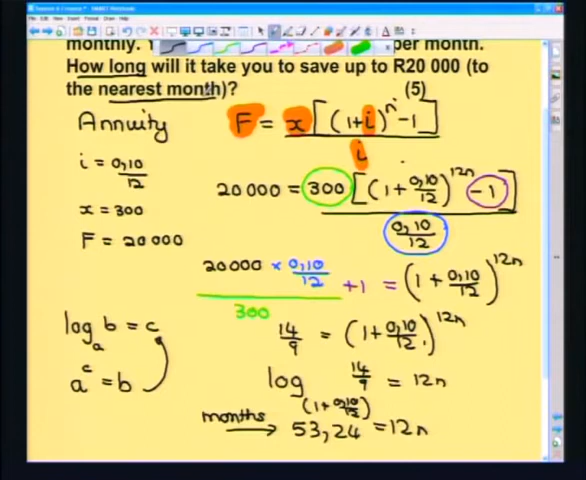 monthly. Y per month.
How long will it take you to save up to R20 000 (to
the nearest month)? (5)
Annuity F = x [(1+i)^n -1]
i
i = 0,10
12
20 000 = 300 [(1+ 0,10/12)^12n -1]
0,10
12
x = 300
F = 20 000
20 000 × 0,10/12 +1 = (1 + 0,10/12)^12n
300
log_a b = c
14/9 = (1+ 0,10/12)^12n
a^c = b
log_(1+ 0,10/12) 14/9 = 12n
months
53,24 = 12n